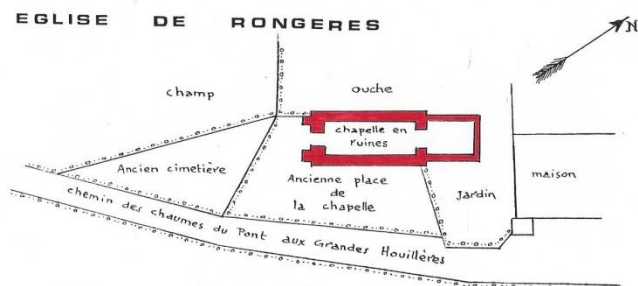 EGLISE DE RONGERES
N
champ
ouche
chapelle en
ruines
Ancien cimetière
Ancienne place
de
la chapelle
Jardin
maison
chemin des chaumes du Pont aux Grandes Houillères